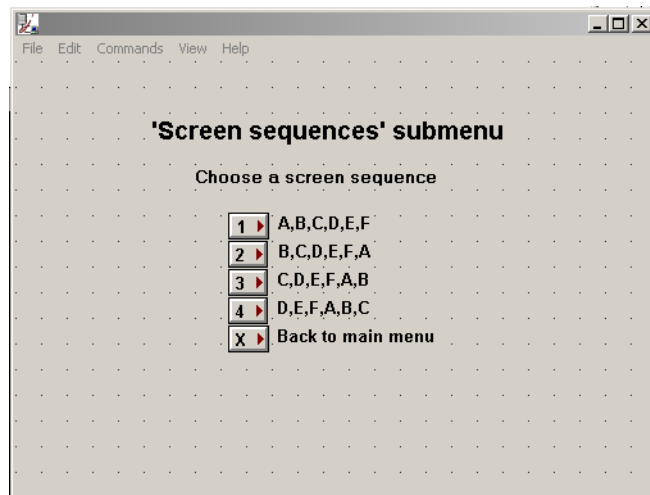 File Edit Commands View Help
'Screen sequences' submenu
Choose a screen sequence
1 A,B,C,D,E,F
2 B,C,D,E,F,A
3 C,D,E,F,A,B
4 D,E,F,A,B,C
X Back to main menu